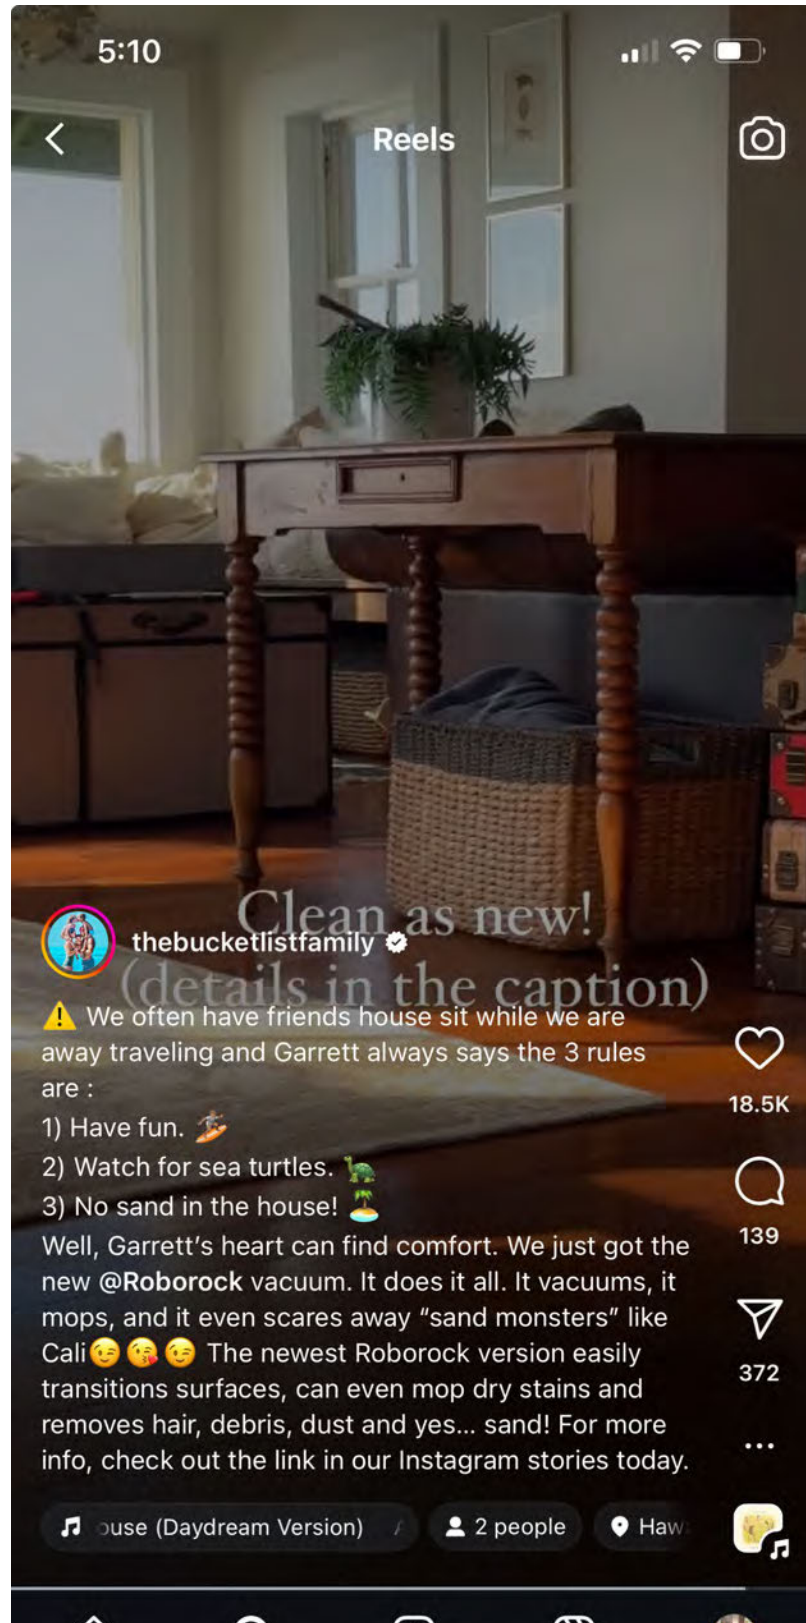 5:10
Reels
Clean as new!
thebucketlistfamily
(details in the caption)
⚠️ We often have friends house sit while we are
away traveling and Garrett always says the 3 rules
are :
1) Have fun. 🏄
2) Watch for sea turtles. 🐢
3) No sand in the house! 🏝️
Well, Garrett’s heart can find comfort. We just got the
new @Roborock vacuum. It does it all. It vacuums, it
mops, and it even scares away “sand monsters” like
Cali😉😘😉 The newest Roborock version easily
transitions surfaces, can even mop dry stains and
removes hair, debris, dust and yes... sand! For more
info, check out the link in our Instagram stories today.
18.5K
139
372
...
ouse (Daydream Version)
2 people
Haw